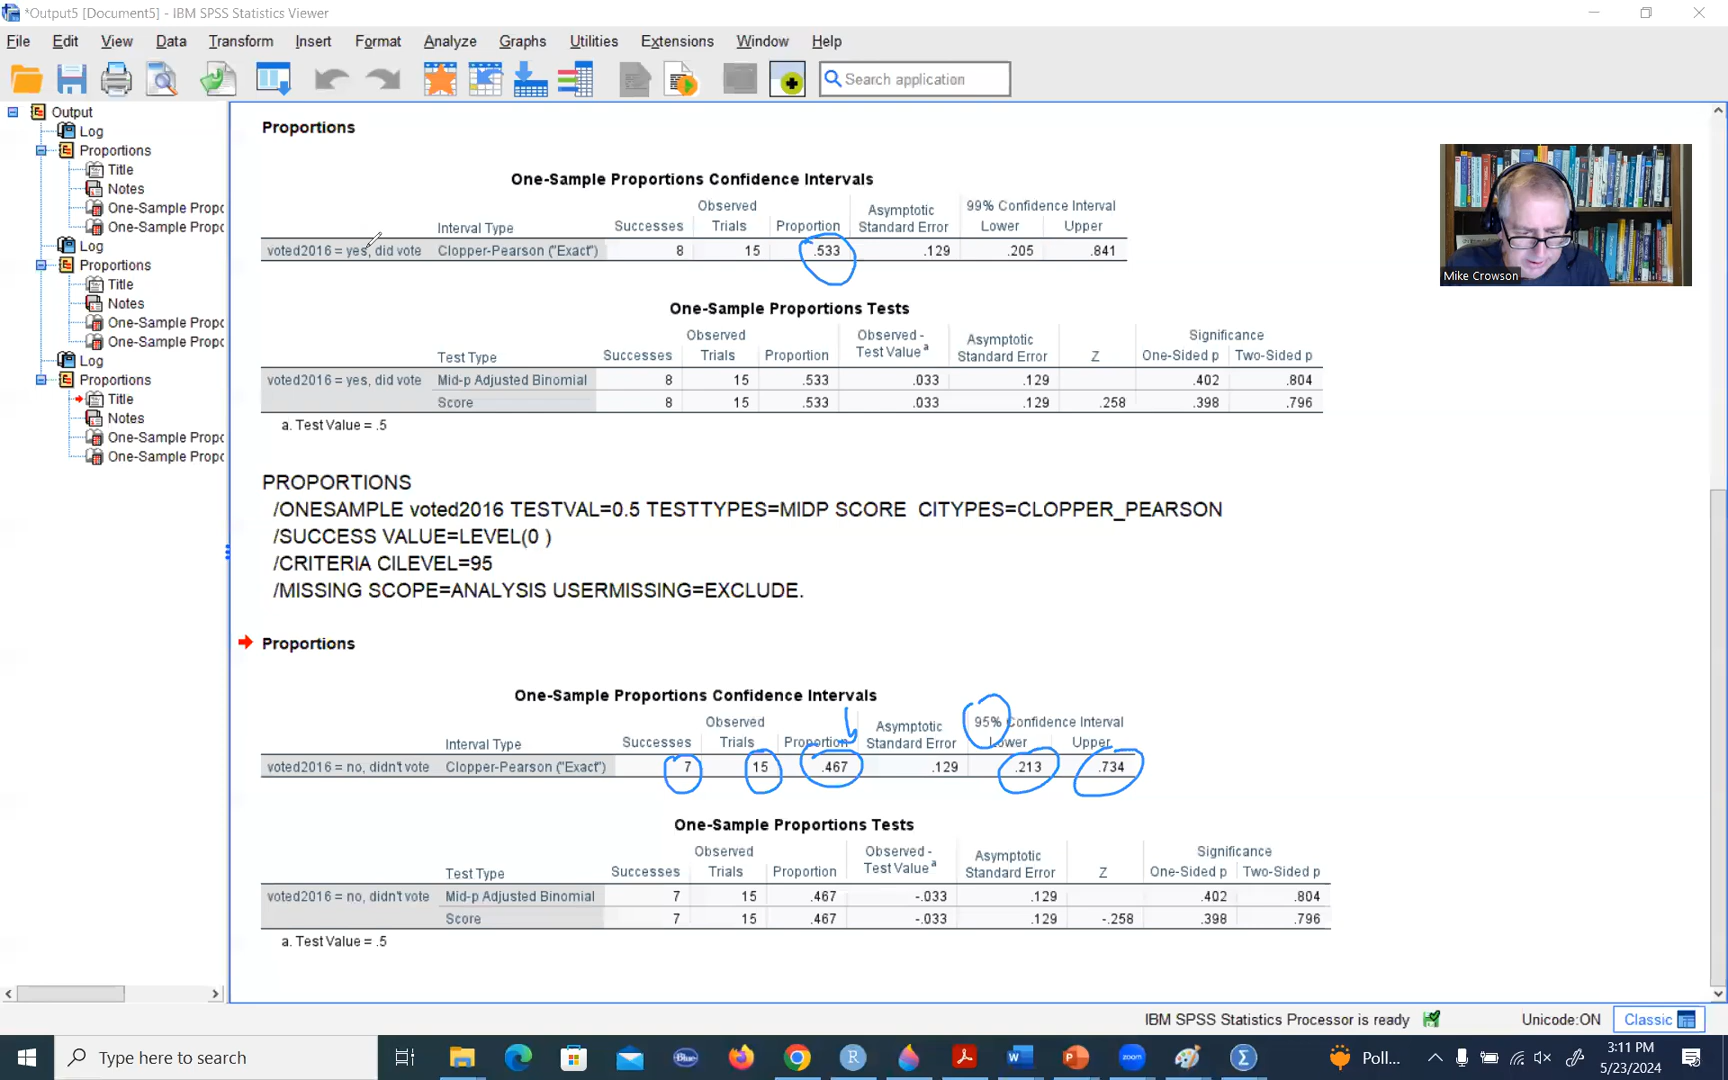 *Output5 [Document5] - IBM SPSS Statistics Viewer
File Edit View Data Transform Insert Format Analyze Graphs Utilities Extensions Window Help
Search application
Output
Log
Proportions
Title
Notes
One-Sample Propo
One-Sample Propo
Log
Proportions
Title
Notes
One-Sample Propo
One-Sample Propo
Log
Proportions
Title
Notes
One-Sample Propo
One-Sample Propo
Proportions
One-Sample Proportions Confidence Intervals
Observed Asymptotic 99% Confidence Interval
Interval Type Successes Trials Proportion Standard Error Lower Upper
voted2016 = yes, did vote Clopper-Pearson ("Exact") 8 15 .533 .129 .205 .841
One-Sample Proportions Tests
Observed Observed - Asymptotic Significance
Test Type Successes Trials Proportion Test Value a Standard Error Z One-Sided p Two-Sided p
voted2016 = yes, did vote Mid-p Adjusted Binomial 8 15 .533 .033 .129 .402 .804
Score 8 15 .533 .033 .129 .258 .398 .796
a. Test Value = .5
PROPORTIONS
/ONESAMPLE voted2016 TESTVAL=0.5 TESTTYPES=MIDP SCORE CITYPES=CLOPPER_PEARSON
/SUCCESS VALUE=LEVEL(0 )
/CRITERIA CILEVEL=95
/MISSING SCOPE=ANALYSIS USERMISSING=EXCLUDE.
Proportions
One-Sample Proportions Confidence Intervals
Observed Asymptotic 95% Confidence Interval
Interval Type Successes Trials Proportion Standard Error Lower Upper
voted2016 = no, didn't vote Clopper-Pearson ("Exact") 7 15 .467 .129 .213 .734
One-Sample Proportions Tests
Observed Observed - Asymptotic Significance
Test Type Successes Trials Proportion Test Value a Standard Error Z One-Sided p Two-Sided p
voted2016 = no, didn't vote Mid-p Adjusted Binomial 7 15 .467 -.033 .129 .402 .804
Score 7 15 .467 -.033 .129 -.258 .398 .796
a. Test Value = .5
Mike Crowson
IBM SPSS Statistics Processor is ready Unicode:ON Classic
Type here to search
Blue
R
W
P
zoom
Σ
Poll...
3:11 PM
5/23/2024